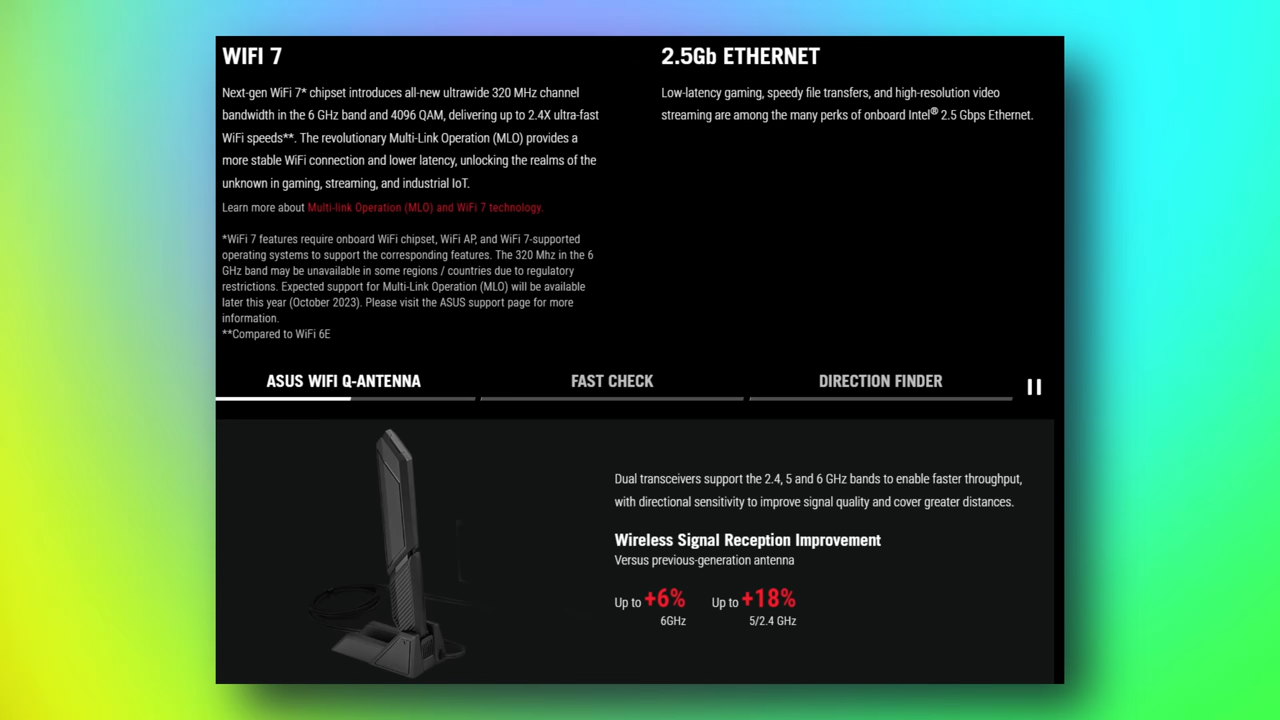 WIFI 7
Next-gen WiFi 7* chipset introduces all-new ultrawide 320 MHz channel
bandwidth in the 6 GHz band and 4096 QAM, delivering up to 2.4X ultra-fast
WiFi speeds**. The revolutionary Multi-Link Operation (MLO) provides a
more stable WiFi connection and lower latency, unlocking the realms of the
unknown in gaming, streaming, and industrial IoT.
Learn more about Multi-link Operation (MLO) and WiFi 7 technology.
*WiFi 7 features require onboard WiFi chipset, WiFi AP, and WiFi 7-supported
operating systems to support the corresponding features. The 320 Mhz in the 6
GHz band may be unavailable in some regions / countries due to regulatory
restrictions. Expected support for Multi-Link Operation (MLO) will be available
later this year (October 2023). Please visit the ASUS support page for more
information.
**Compared to WiFi 6E
2.5Gb ETHERNET
Low-latency gaming, speedy file transfers, and high-resolution video
streaming are among the many perks of onboard Intel® 2.5 Gbps Ethernet.
ASUS WIFI Q-ANTENNA
FAST CHECK
DIRECTION FINDER
Dual transceivers support the 2.4, 5 and 6 GHz bands to enable faster throughput,
with directional sensitivity to improve signal quality and cover greater distances.
Wireless Signal Reception Improvement
Versus previous-generation antenna
Up to +6% Up to +18%
6GHz 5/2.4 GHz